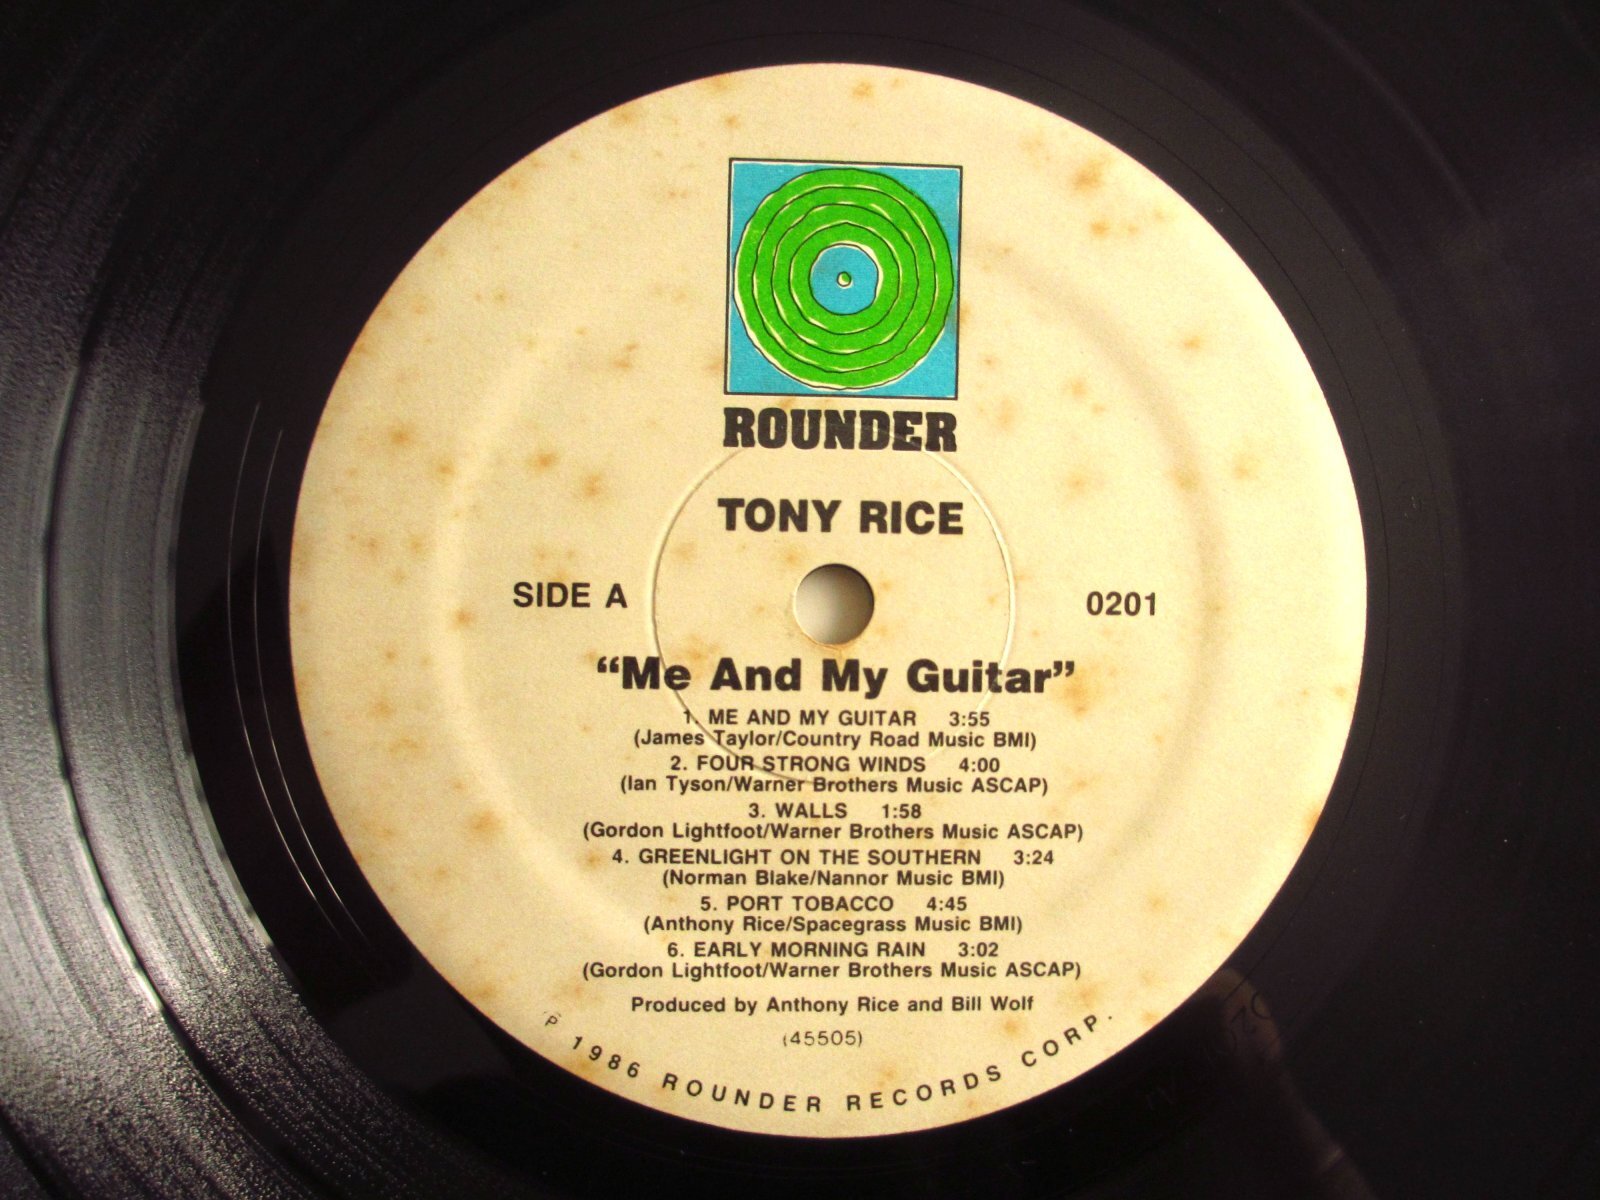 ROUNDER
TONY RICE
SIDE A
0201
“Me And My Guitar”
1. ME AND MY GUITAR 3:55
(James Taylor/Country Road Music BMI)
2. FOUR STRONG WINDS 4:00
(Ian Tyson/Warner Brothers Music ASCAP)
3. WALLS 1:58
(Gordon Lightfoot/Warner Brothers Music ASCAP)
4. GREENLIGHT ON THE SOUTHERN 3:24
(Norman Blake/Nannor Music BMI)
5. PORT TOBACCO 4:45
(Anthony Rice/Spacegrass Music BMI)
6. EARLY MORNING RAIN 3:02
(Gordon Lightfoot/Warner Brothers Music ASCAP)
Produced by Anthony Rice and Bill Wolf
(45505)
℗ 1986 ROUNDER RECORDS CORP.